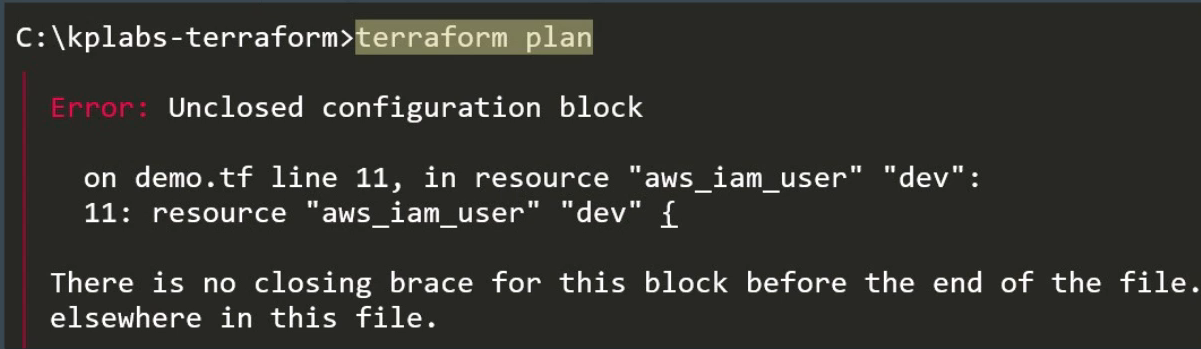 C:\kplabs-terraform>terraform plan
Error: Unclosed configuration block
on demo.tf line 11, in resource "aws_iam_user" "dev":
11: resource "aws_iam_user" "dev" {
There is no closing brace for this block before the end of the file.
elsewhere in this file.